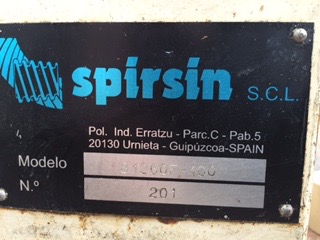 spirsin S.C.L.
Pol. Ind. Erratzu - Parc.C - Pab.5
20130 Urnieta - Guipúzcoa-SPAIN
Modelo
N.º 201